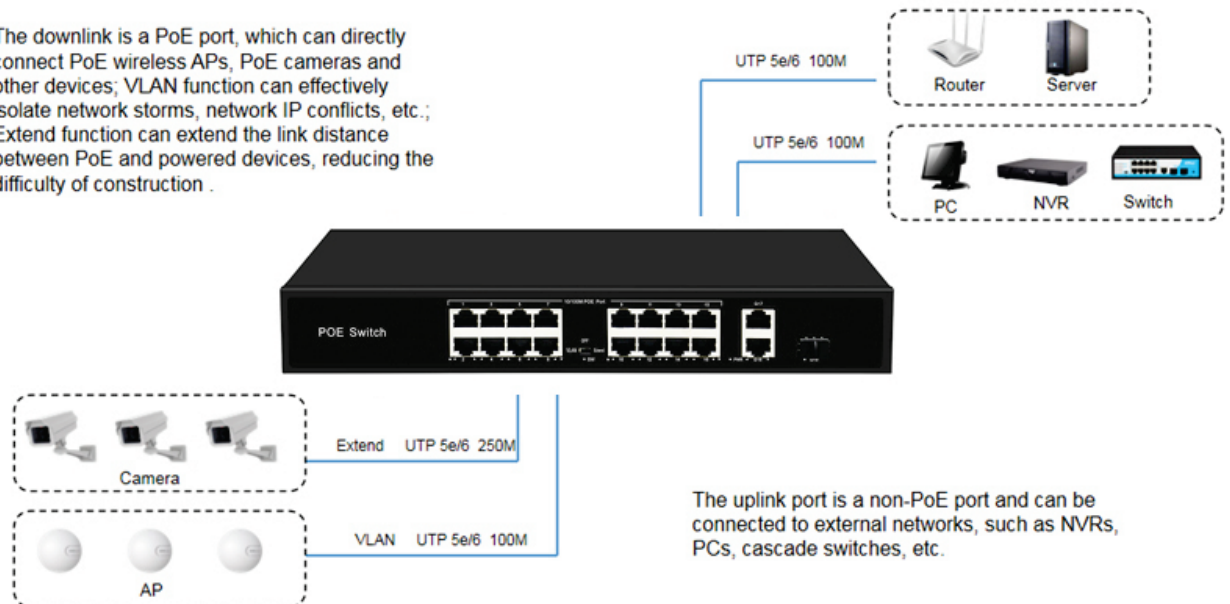 The downlink is a PoE port, which can directly
connect PoE wireless APs, PoE cameras and
other devices; VLAN function can effectively
isolate network storms, network IP conflicts, etc.;
Extend function can extend the link distance
between PoE and powered devices, reducing the
difficulty of construction .
UTP 5e/6 100M
Router
Server
UTP 5e/6 100M
PC
NVR
Switch
10/100M POE Port
POE Switch
Camera
Extend UTP 5e/6 250M
AP
VLAN UTP 5e/6 100M
The uplink port is a non-PoE port and can be
connected to external networks, such as NVRs,
PCs, cascade switches, etc.